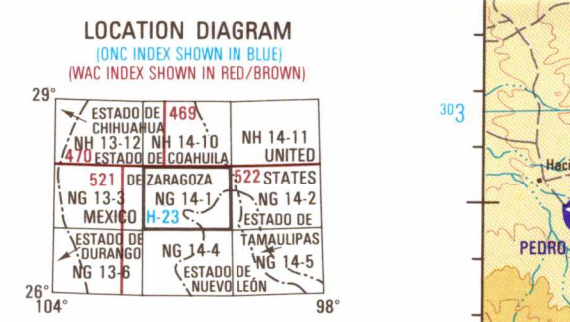 LOCATION DIAGRAM
(ONC INDEX SHOWN IN BLUE)
(WAC INDEX SHOWN IN RED/BROWN)
29°
ESTADO DE 469
CHIHUAHUA
NH 13-12 NH 14-10 NH 14-11
470 ESTADO DE COAHUILA UNITED
521 DE ZARAGOZA 522 STATES
NG 13-3 NG 14-1 NG 14-2
MEXICO H-23 ESTADO DE
ESTADO DE TAMAULIPAS
DURANGO NG 14-4 NG 14-5
NG 13-6 ESTADO DE
NUEVO LEÓN
26°
104° 98°
303
Haci
PEDRO